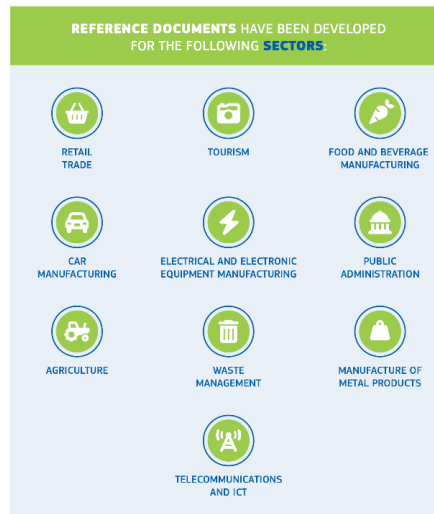 REFERENCE DOCUMENTS HAVE BEEN DEVELOPED
FOR THE FOLLOWING SECTORS:
RETAIL
TRADE
TOURISM
FOOD AND BEVERAGE
MANUFACTURING
CAR
MANUFACTURING
ELECTRICAL AND ELECTRONIC
EQUIPMENT MANUFACTURING
PUBLIC
ADMINISTRATION
AGRICULTURE
WASTE
MANAGEMENT
MANUFACTURE OF
METAL PRODUCTS
TELECOMMUNICATIONS
AND ICT